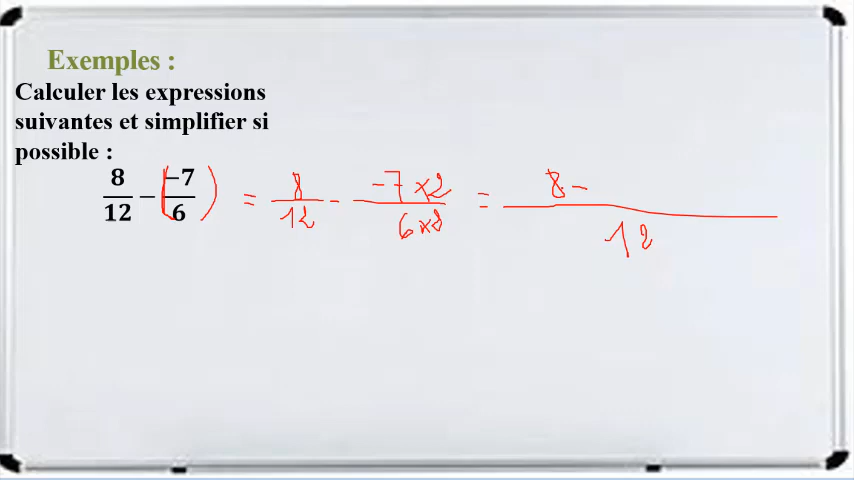 Exemples :
Calculer les expressions
suivantes et simplifier si
possible :
8/12 − (−7/6) = 8/12 - -7 ×2/6×2 = 8 -/12